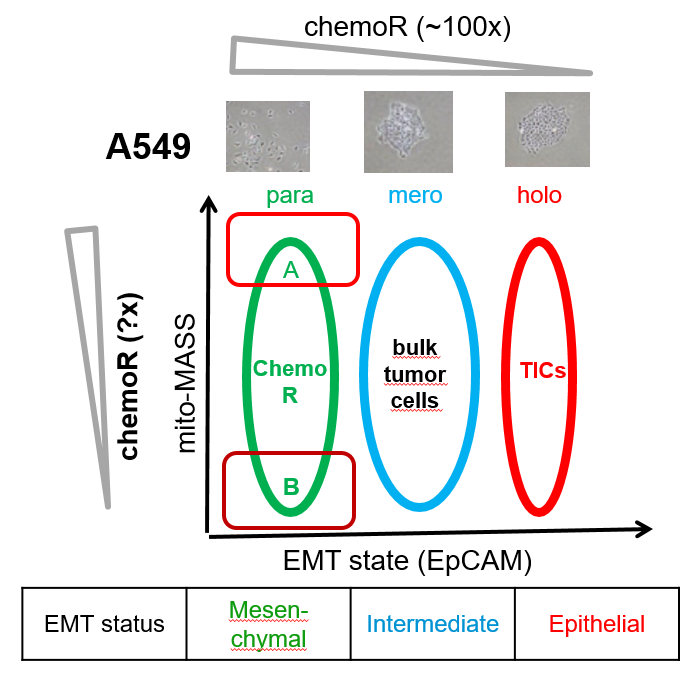 chemoR (~100x)
A549
para
mero
holo
chemoR (?x)
mito-MASS
A
Chemo
R
B
bulk
tumor
cells
TICs
EMT state (EpCAM)
EMT status
Mesen-
chymal
Intermediate
Epithelial